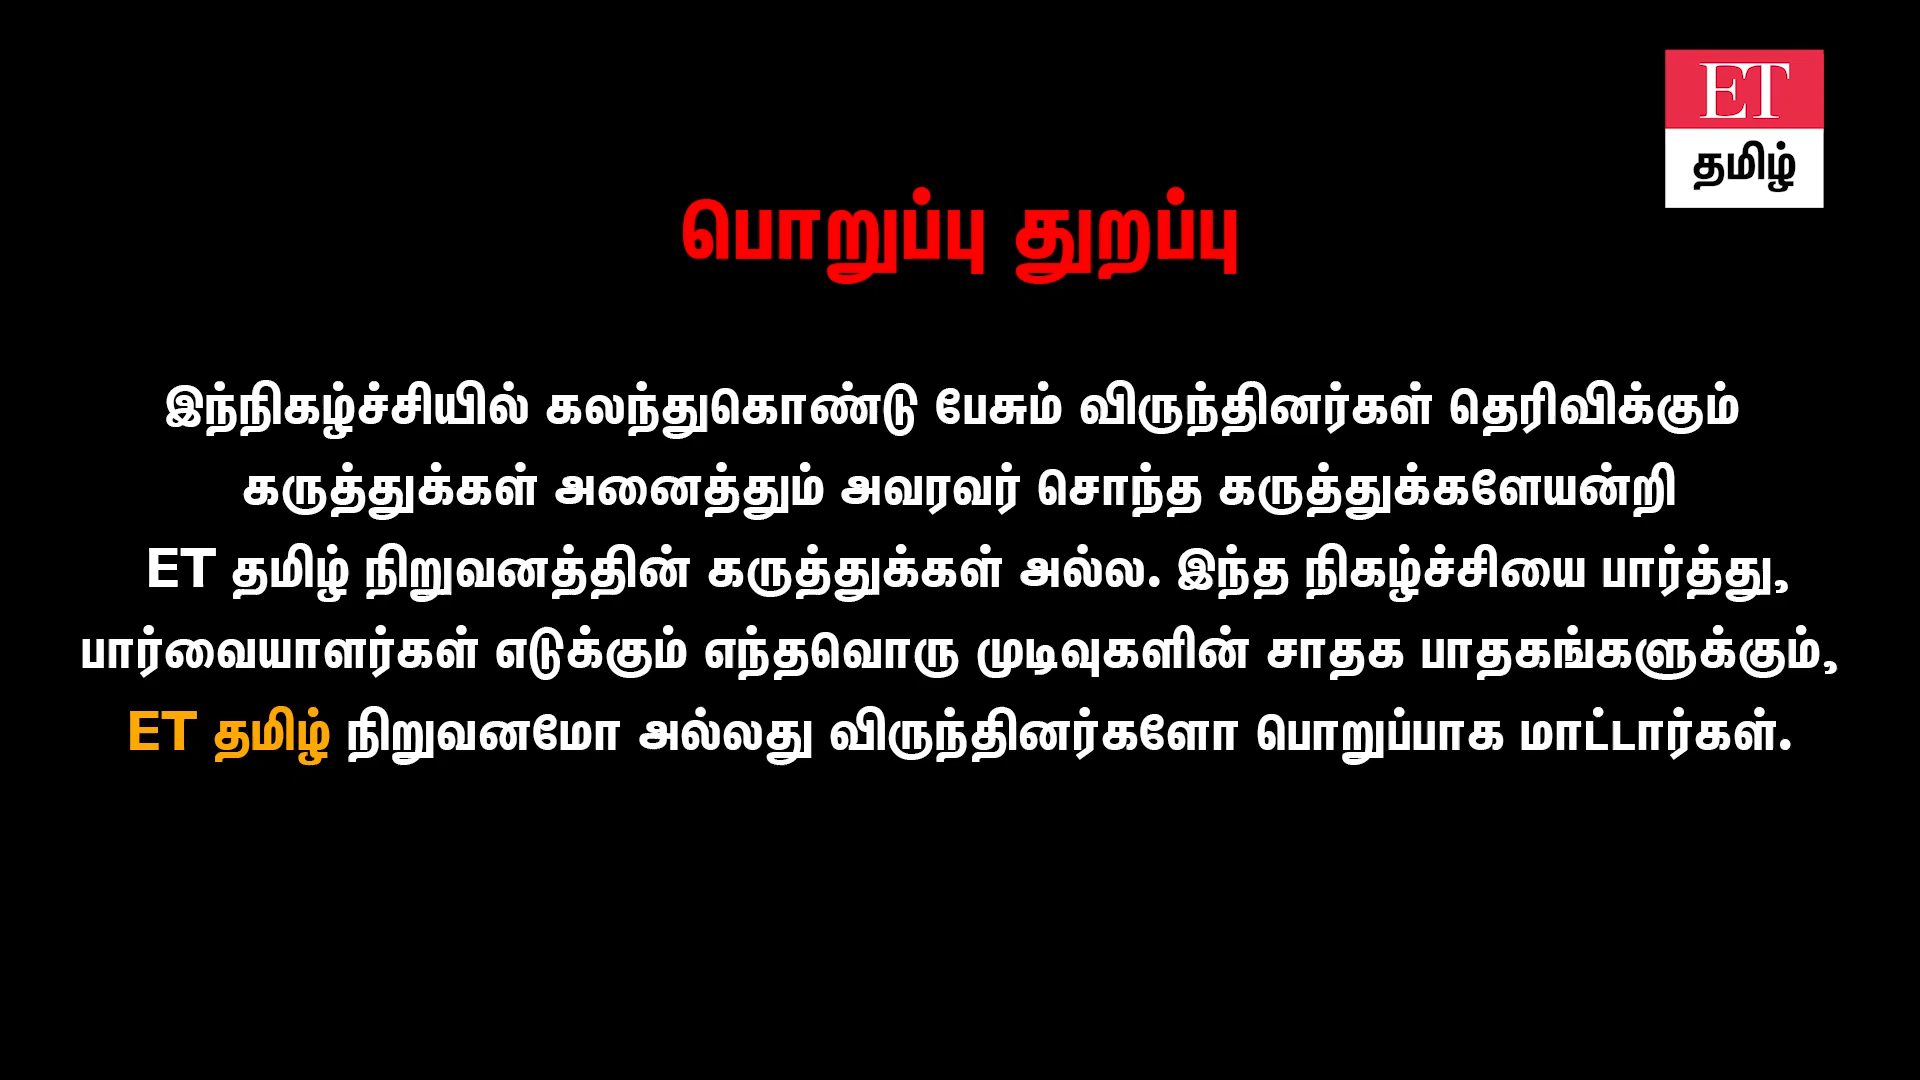 ET
தமிழ்
பொறுப்பு துறப்பு
இந்நிகழ்ச்சியில் கலந்துகொண்டு பேசும் விருந்தினர்கள் தெரிவிக்கும்
கருத்துக்கள் அனைத்தும் அவரவர் சொந்த கருத்துக்களேயன்றி
ET தமிழ் நிறுவனத்தின் கருத்துக்கள் அல்ல. இந்த நிகழ்ச்சியை பார்த்து,
பார்வையாளர்கள் எடுக்கும் எந்தவொரு முடிவுகளின் சாதக பாதகங்களுக்கும்,
ET தமிழ் நிறுவனமோ அல்லது விருந்தினர்களோ பொறுப்பாக மாட்டார்கள்.